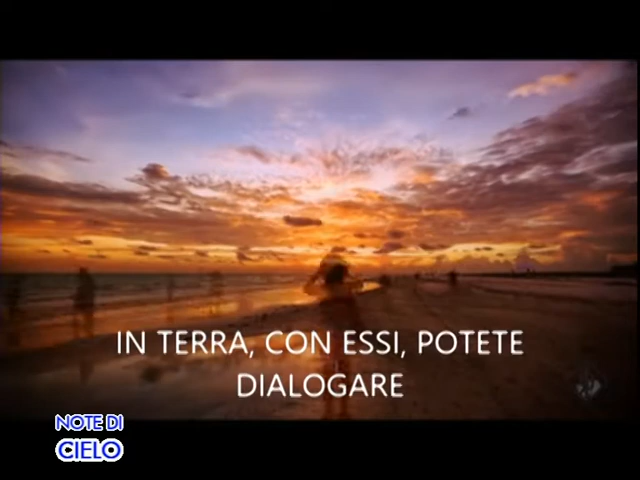 IN TERRA, CON ESSI, POTETE
DIALOGARE
NOTE DI
CIELO